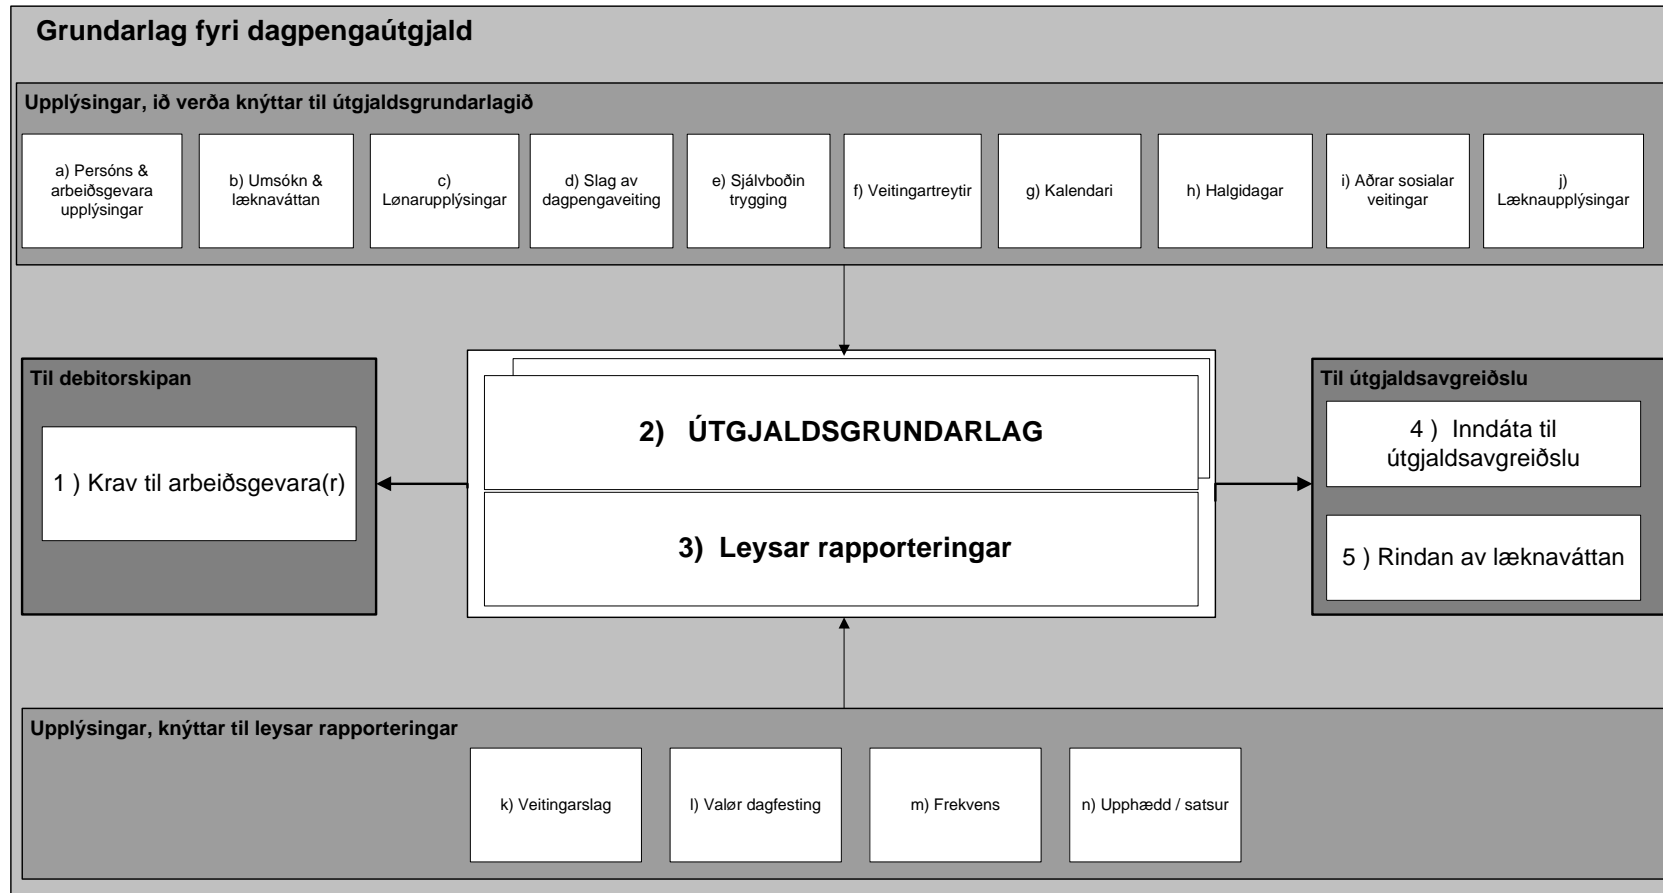 Grundarlag fyri dagpengaútgjald
Upplýsingar, ið verða knýttar til útgjaldsgrundarlagið
a) Persóns &
arbeiðsgevara
upplýsingar
b) Umsókn &
læknaváttan
c)
Lønarupplýsingar
d) Slag av
dagpengaveiting
e) Sjálvboðin
trygging
f) Veitingartreytir
g) Kalendari
h) Halgidagar
i) Aðrar sosialar
veitingar
j)
Læknaupplýsingar
Til debitorskipan
1 ) Krav til arbeiðsgevara(r)
2) ÚTGJALDSGRUNDARLAG
3) Leysar rapporteringar
Til útgjaldsavgreiðslu
4 ) Inndáta til
útgjaldsavgreiðslu
5 ) Rindan av læknaváttan
Upplýsingar, knýttar til leysar rapporteringar
k) Veitingarslag
l) Valør dagfesting
m) Frekvens
n) Upphædd / satsur